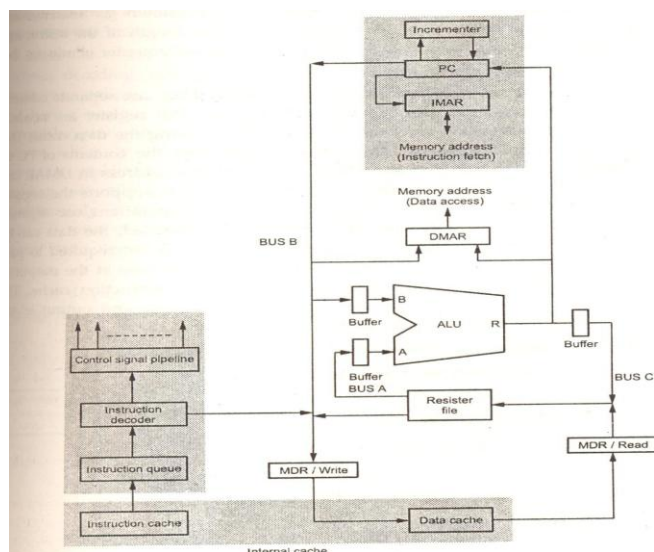 Incrementer
PC
IMAR
Memory address
(Instruction fetch)
Memory address
(Data access)
BUS B
DMAR
B
Buffer
ALU
R
Buffer
A
Buffer
BUS A
BUS C
Control signal pipeline
Instruction
decoder
Resister
file
MDR / Read
Instruction queue
MDR / Write
Instruction cache
Data cache
Internal cache